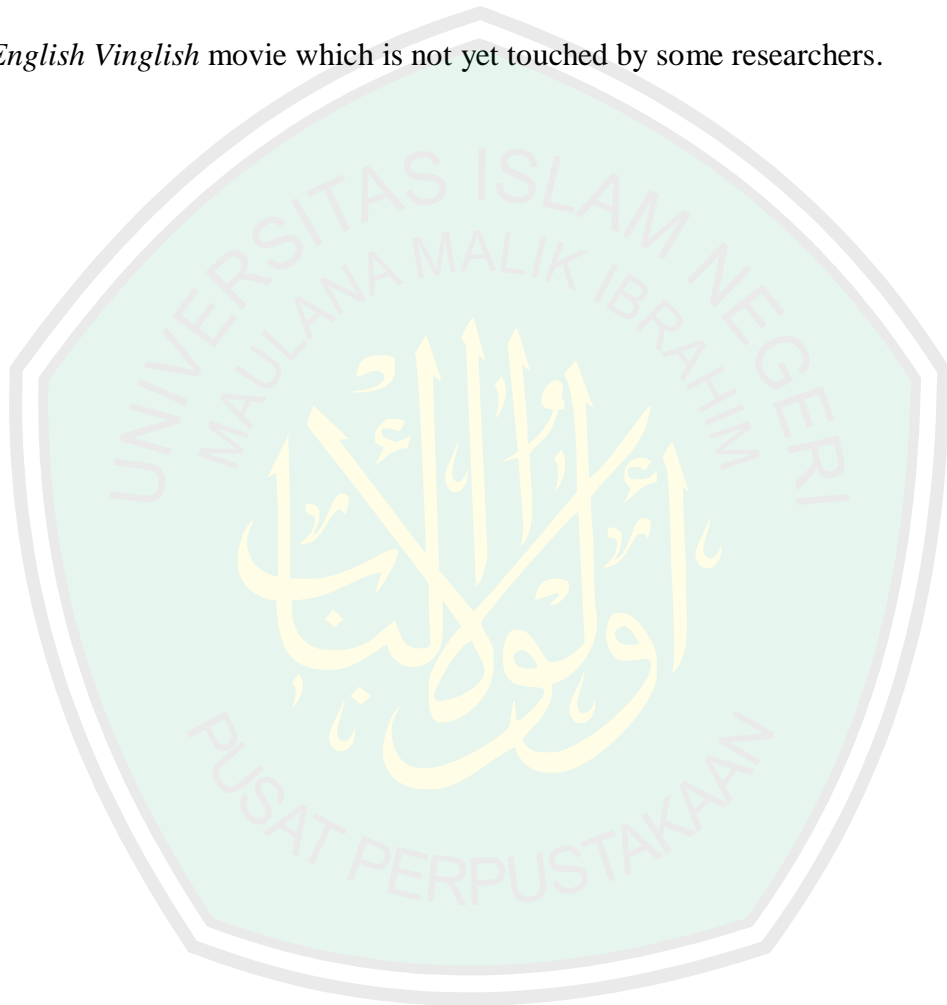 English Vinglish movie which is not yet touched by some researchers.
UNIVERSITAS ISLAM NEGERI
MAULANA MALIK IBRAHIM
أولوا الألباب
PUSAT PERPUSTAKAAN